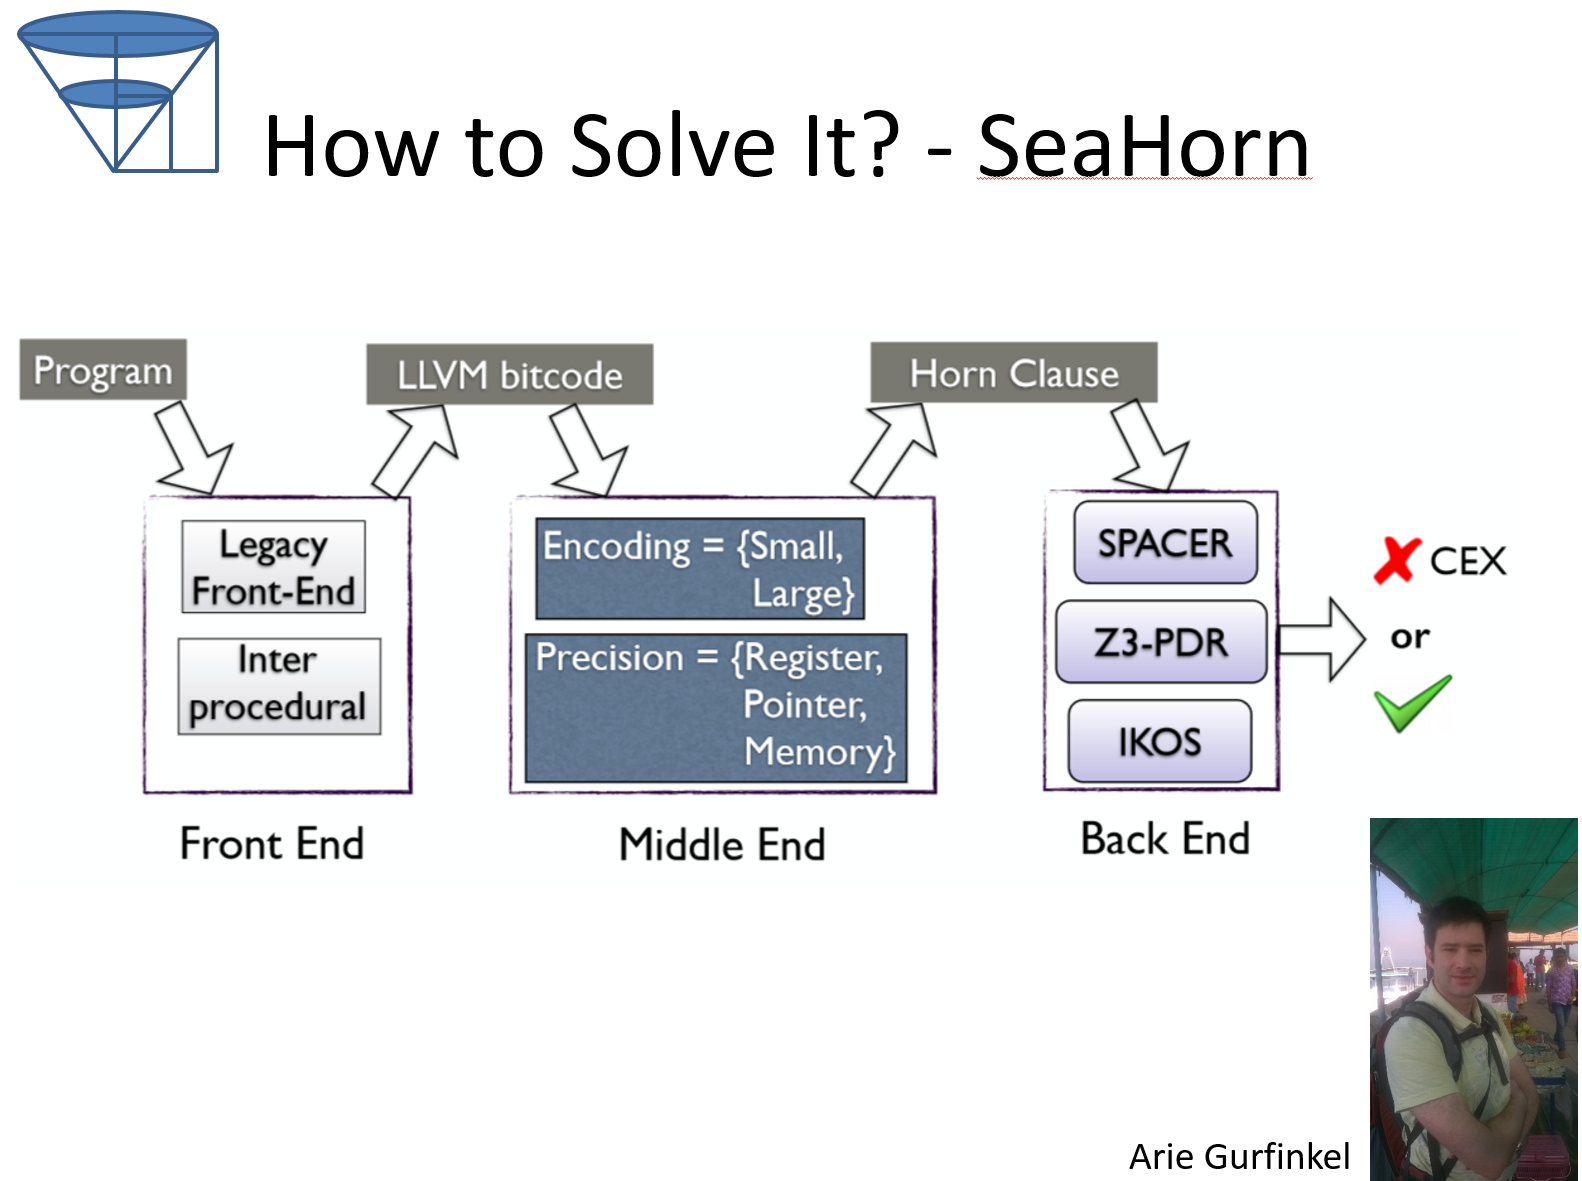 How to Solve It? - SeaHorn
Program
LLVM bitcode
Horn Clause
Legacy
Front-End
Inter
procedural
Front End
Encoding = {Small,
Large}
Precision = {Register,
Pointer,
Memory}
Middle End
SPACER
Z3-PDR
IKOS
Back End
CEX
or
Arie Gurfinkel